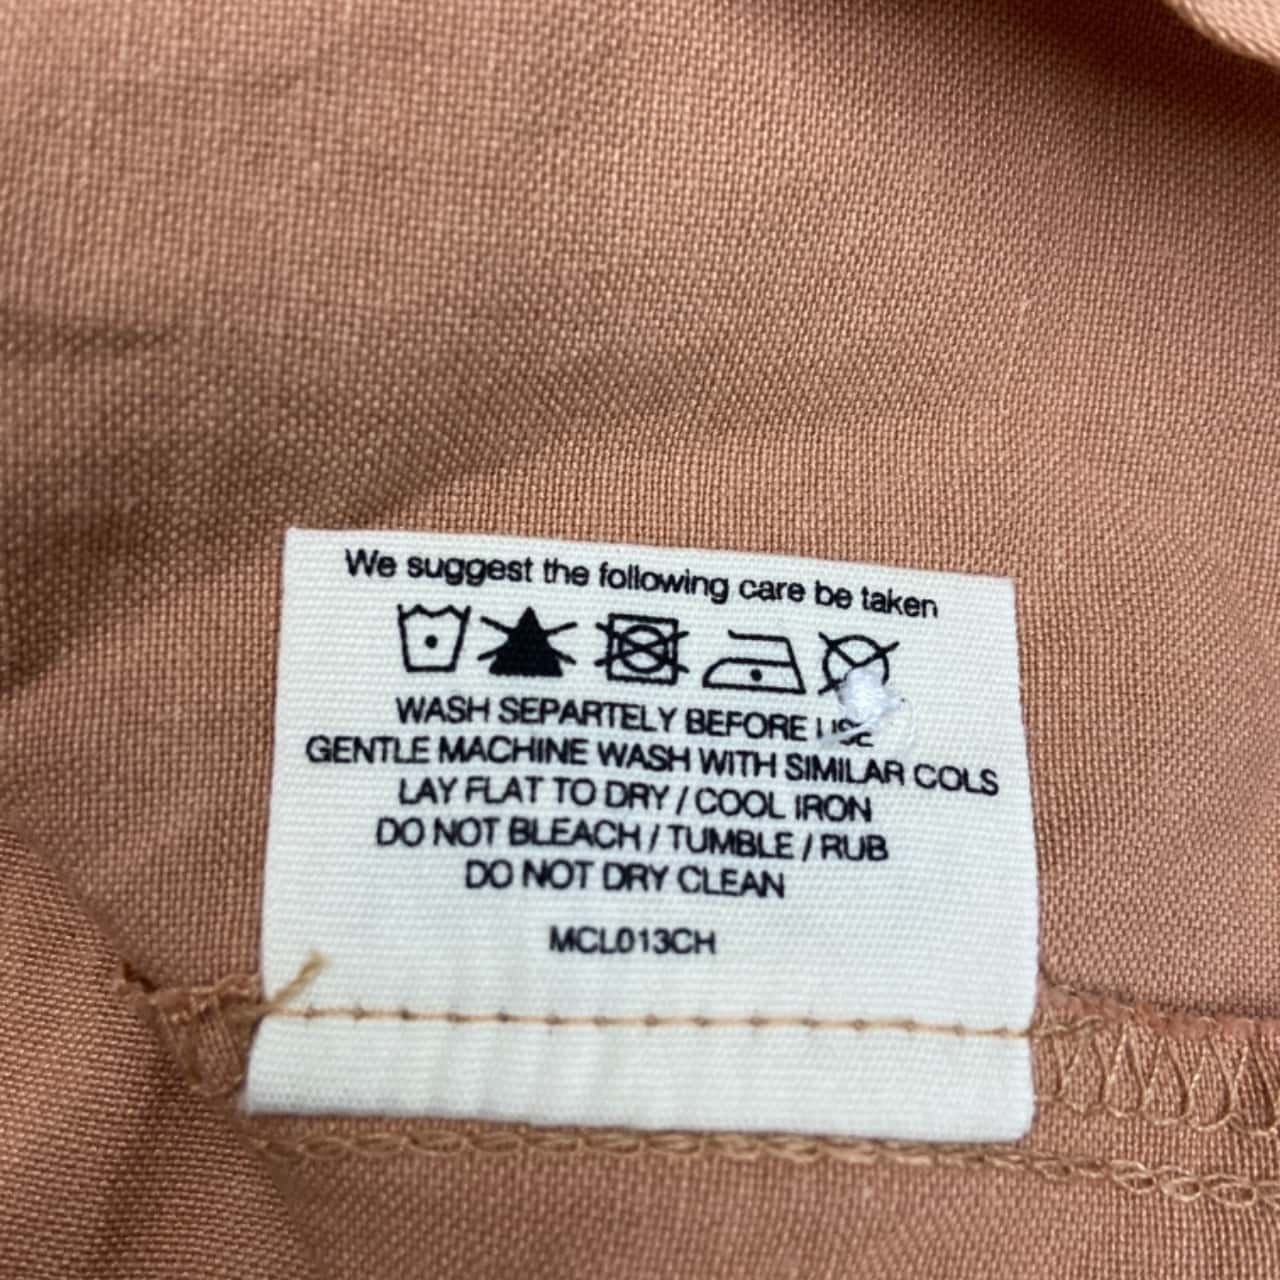 We suggest the following care be taken
WASH SEPARTELY BEFORE USE
GENTLE MACHINE WASH WITH SIMILAR COLS
LAY FLAT TO DRY / COOL IRON
DO NOT BLEACH / TUMBLE / RUB
DO NOT DRY CLEAN
MCL013CH